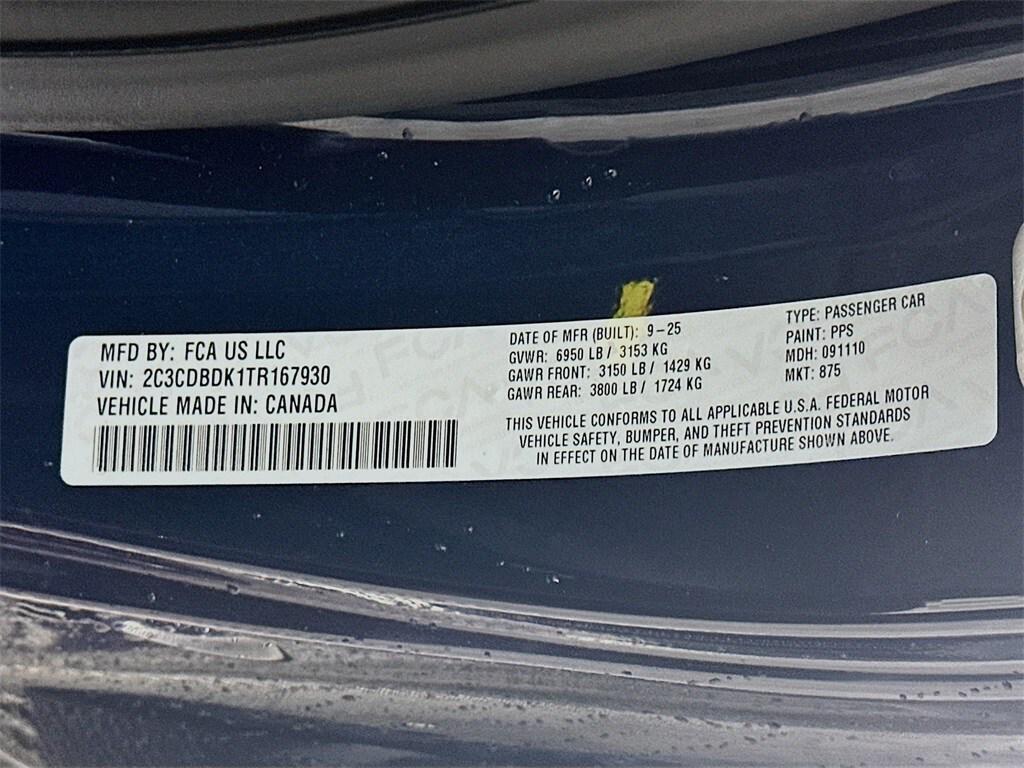 MFD BY: FCA US LLC
VIN: 2C3CDBDK1TR167930
VEHICLE MADE IN: CANADA
DATE OF MFR (BUILT): 9-25
GVWR: 6950 LB / 3153 KG
GAWR FRONT: 3150 LB / 1429 KG
GAWR REAR: 3800 LB / 1724 KG
TYPE: PASSENGER CAR
PAINT: PPS
MDH: 091110
MKT: 875
THIS VEHICLE CONFORMS TO ALL APPLICABLE U.S.A. FEDERAL MOTOR
VEHICLE SAFETY, BUMPER, AND THEFT PREVENTION STANDARDS
IN EFFECT ON THE DATE OF MANUFACTURE SHOWN ABOVE.